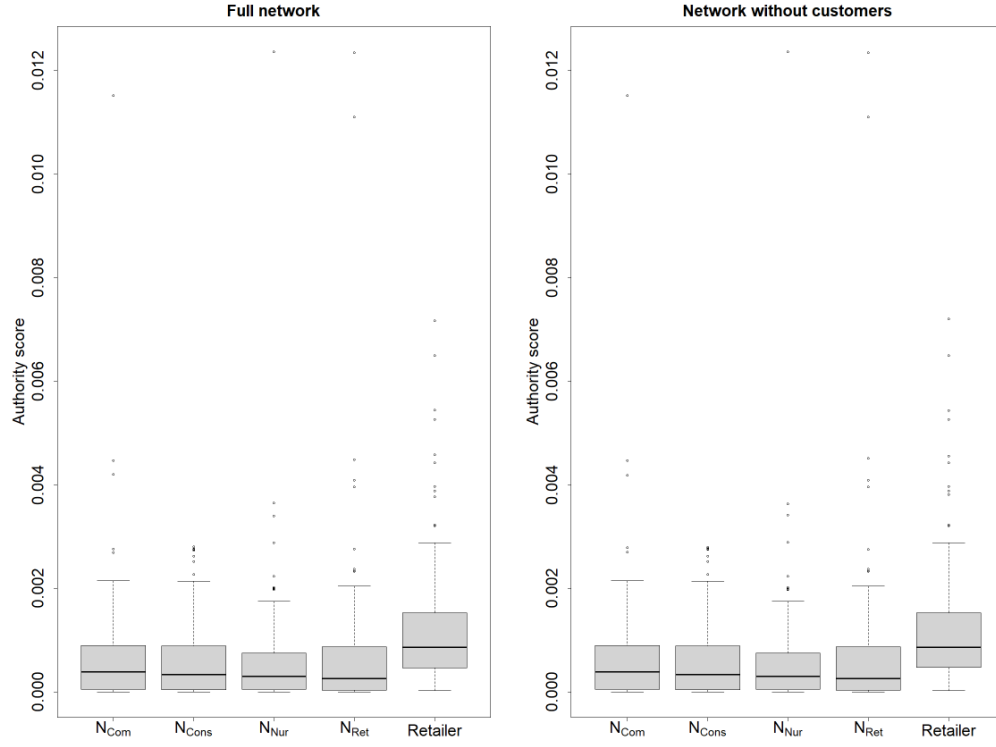 Full network
Authority score
0.012
0.010
0.008
0.006
0.004
0.002
0.000
NCom NCons NNur NRet Retailer
Network without customers
Authority score
0.012
0.010
0.008
0.006
0.004
0.002
0.000
NCom NCons NNur NRet Retailer